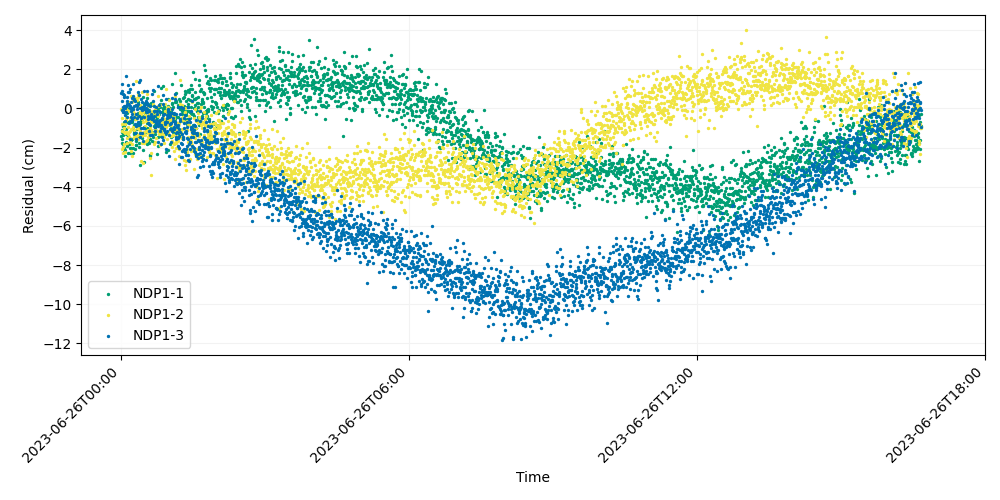 4
2
0
−2
−4
−6
−8
−10
−12
Residual (cm)
NDP1-1
NDP1-2
NDP1-3
2023-06-26T00:00
2023-06-26T06:00
2023-06-26T12:00
2023-06-26T18:00
Time